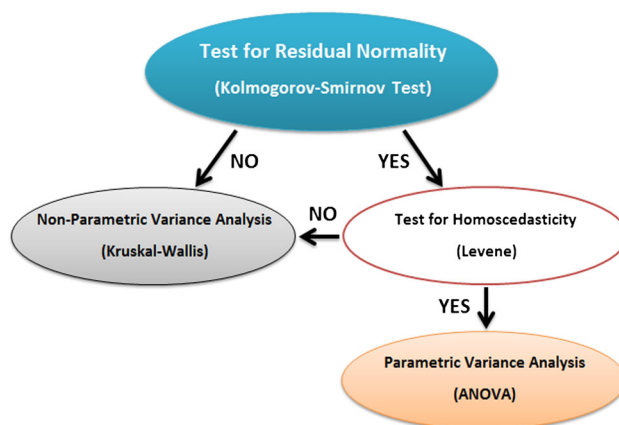 Test for Residual Normality
(Kolmogorov-Smirnov Test)
NO
YES
Non-Parametric Variance Analysis
(Kruskal-Wallis)
NO
Test for Homoscedasticity
(Levene)
YES
Parametric Variance Analysis
(ANOVA)